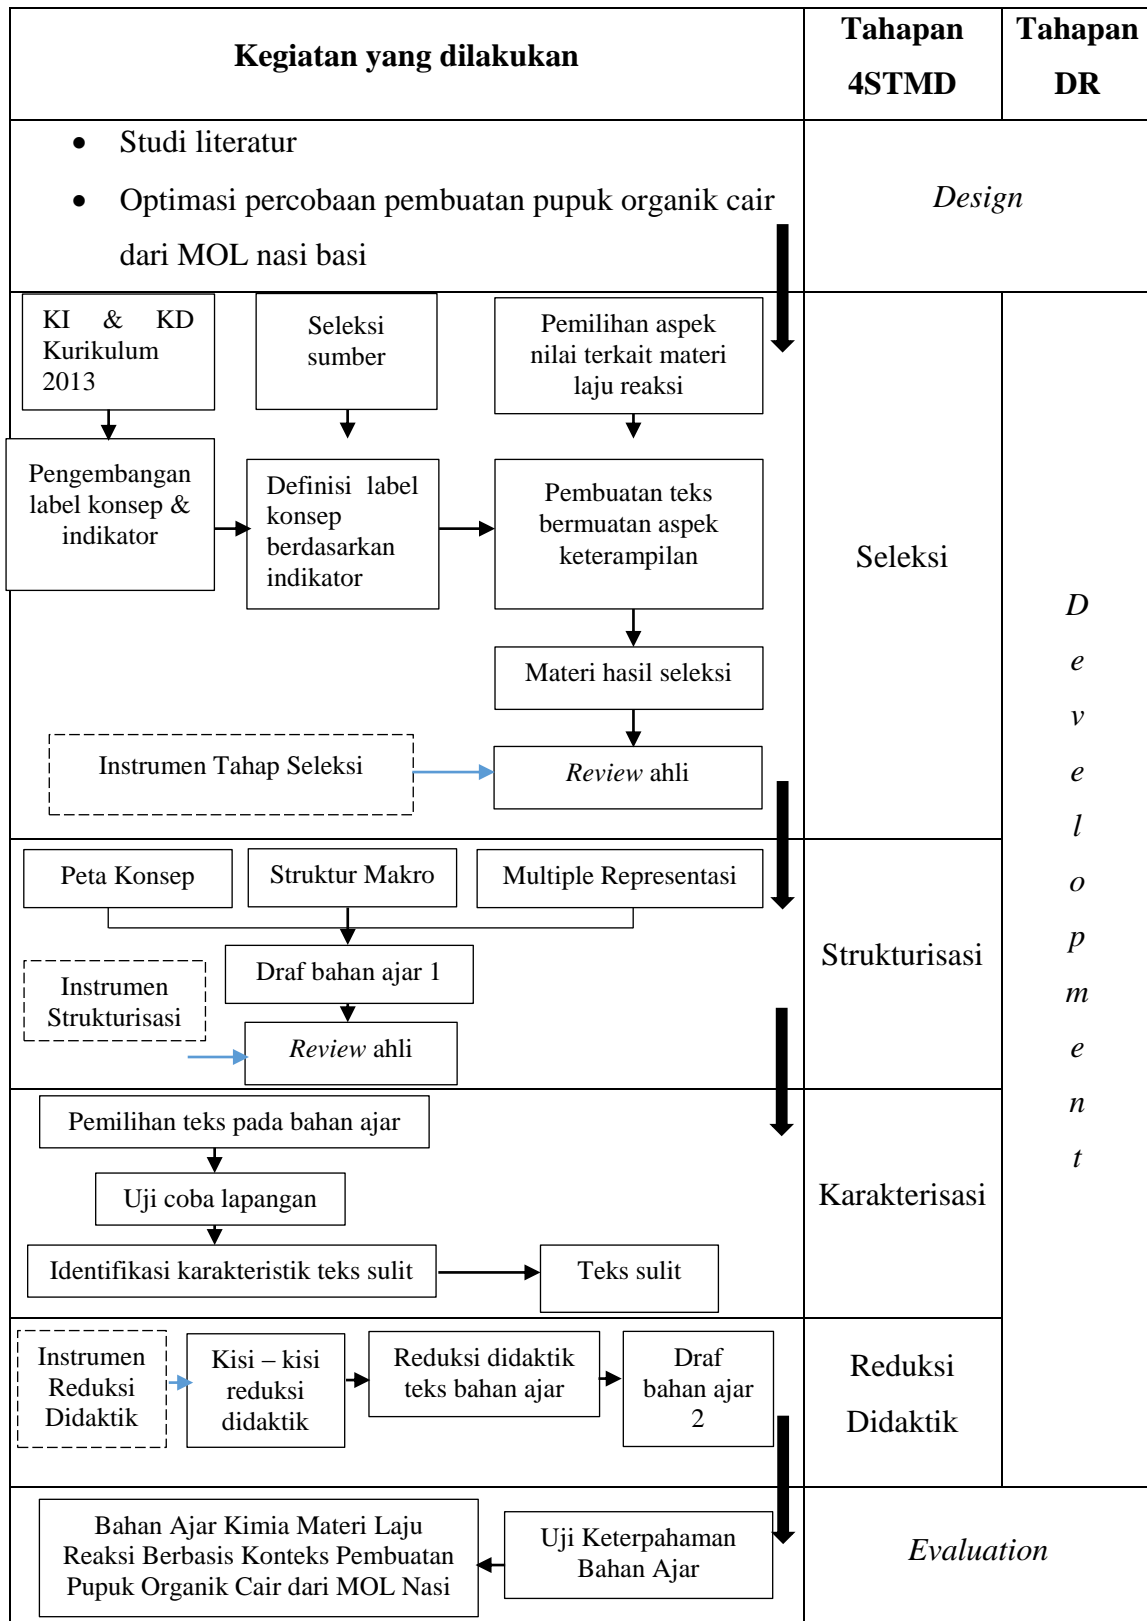 Kegiatan yang dilakukan
Tahapan
4STMD
Tahapan
DR
• Studi literatur
• Optimasi percobaan pembuatan pupuk organik cair
dari MOL nasi basi
Design
KI & KD
Kurikulum
2013
Seleksi
sumber
Pemilihan aspek
nilai terkait materi
laju reaksi
Pengembangan
label konsep &
indikator
Definisi label
konsep
berdasarkan
indikator
Pembuatan teks
bermuatan aspek
keterampilan
Materi hasil seleksi
Instrumen Tahap Seleksi
Review ahli
Seleksi
D
e
v
e
l
o
p
m
e
n
t
Peta Konsep
Struktur Makro
Multiple Representasi
Draf bahan ajar 1
Instrumen
Strukturisasi
Review ahli
Strukturisasi
Pemilihan teks pada bahan ajar
Uji coba lapangan
Identifikasi karakteristik teks sulit
Teks sulit
Karakterisasi
Instrumen
Reduksi
Didaktik
Kisi – kisi
reduksi
didaktik
Reduksi didaktik
teks bahan ajar
Draf
bahan ajar
2
Reduksi
Didaktik
Bahan Ajar Kimia Materi Laju
Reaksi Berbasis Konteks Pembuatan
Pupuk Organik Cair dari MOL Nasi
Uji Keterpahaman
Bahan Ajar
Evaluation